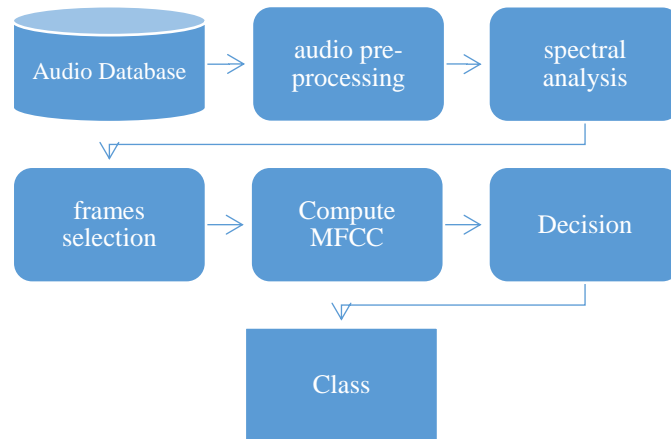 Audio Database
audio pre-
processing
spectral
analysis
frames
selection
Compute
MFCC
Decision
Class